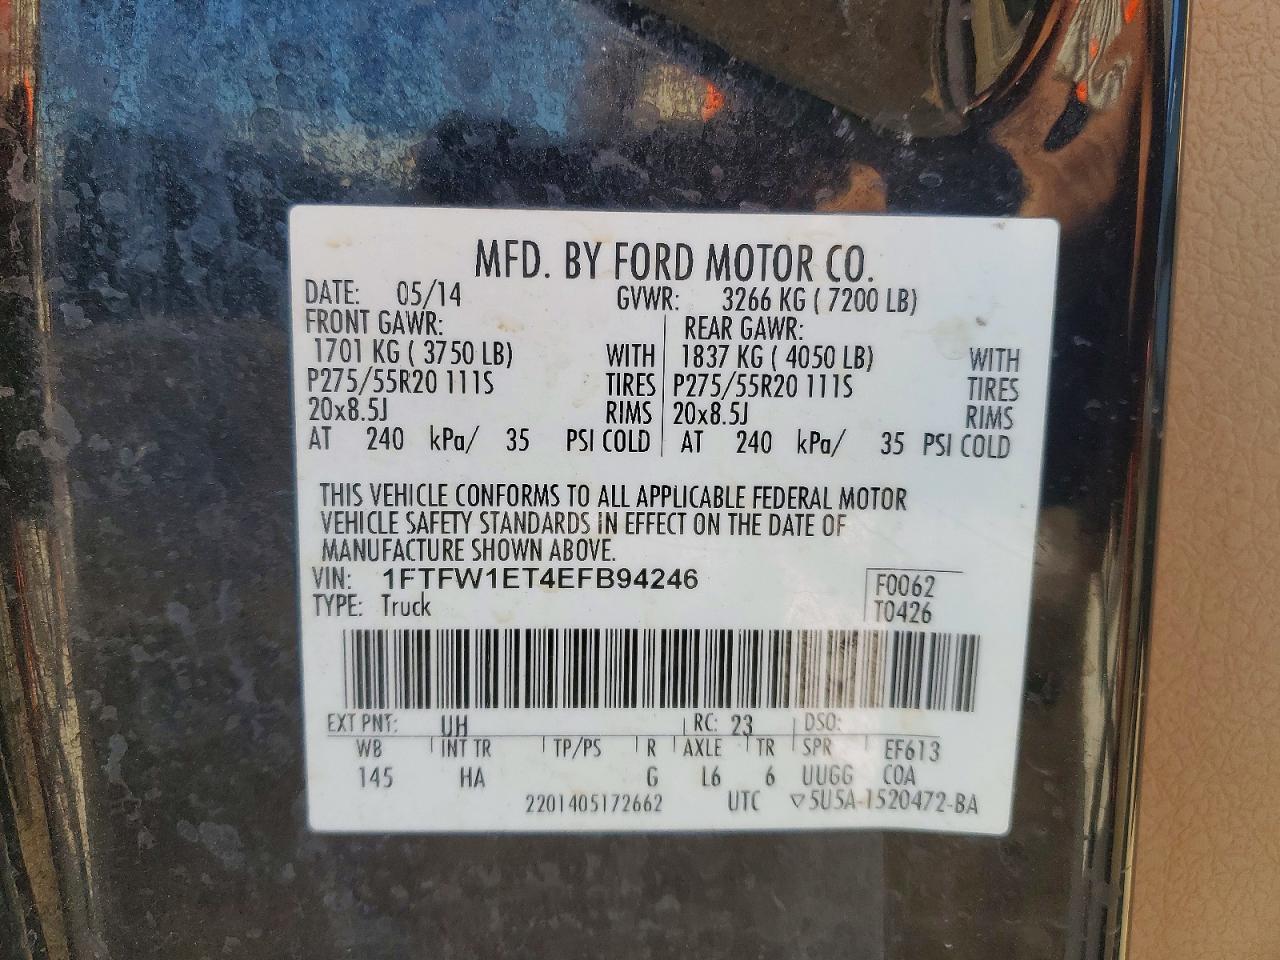 MFD. BY FORD MOTOR CO.
DATE: 05/14 GVWR: 3266 KG ( 7200 LB)
FRONT GAWR: REAR GAWR:
1701 KG ( 3750 LB) WITH 1837 KG ( 4050 LB) WITH
P275/55R20 111S TIRES P275/55R20 111S TIRES
20x8.5J RIMS 20x8.5J RIMS
AT 240 kPa/ 35 PSI COLD AT 240 kPa/ 35 PSI COLD
THIS VEHICLE CONFORMS TO ALL APPLICABLE FEDERAL MOTOR
VEHICLE SAFETY STANDARDS IN EFFECT ON THE DATE OF
MANUFACTURE SHOWN ABOVE.
VIN: 1FTFW1ET4EFB94246 F0062
TYPE: Truck T0426
EXT PNT: UH RC: 23 DSO:
WB INT TR TP/PS R AXLE TR SPR EF613
145 HA G L6 6 UUGG COA
2201405172662 UTC ▽5U5A-1520472-BA